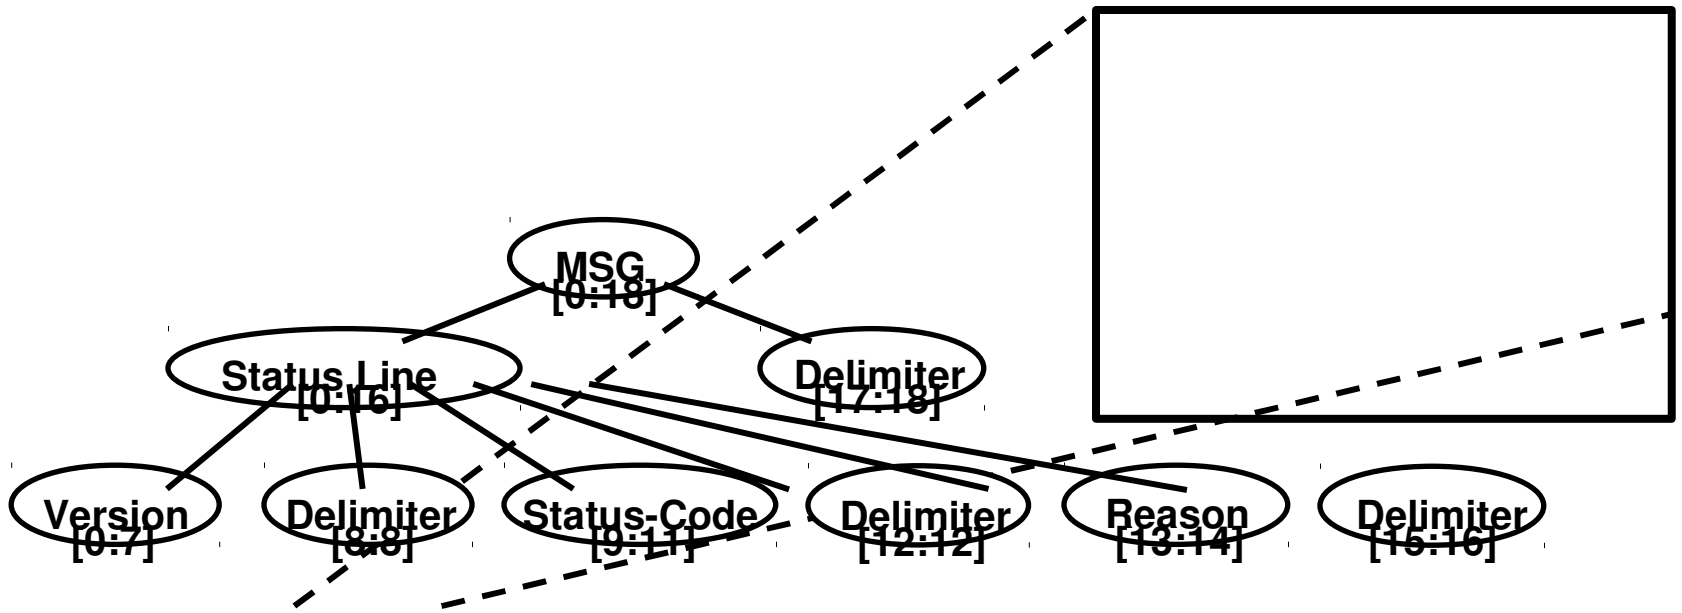 MSG
[0:18]
Status Line
[0:16]
Delimiter
[17:18]
Version
[0:7]
Delimiter
[8:8]
Status-Code
[9:11]
Delimiter
[12:12]
Reason
[13:14]
Delimiter
[15:16]